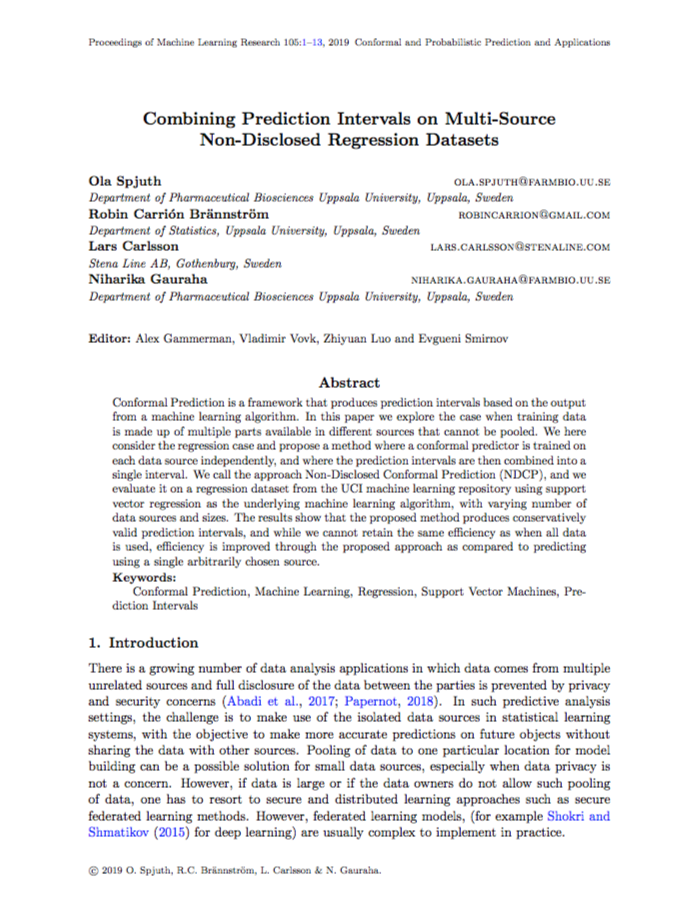 Proceedings of Machine Learning Research 105:1–13, 2019 Conformal and Probabilistic Prediction and Applications
Combining Prediction Intervals on Multi-Source
Non-Disclosed Regression Datasets
Ola Spjuth OLA.SPJUTH@FARMBIO.UU.SE
Department of Pharmaceutical Biosciences Uppsala University, Uppsala, Sweden
Robin Carrión Brännström ROBINCARRION@GMAIL.COM
Department of Statistics, Uppsala University, Uppsala, Sweden
Lars Carlsson LARS.CARLSSON@STENALINE.COM
Stena Line AB, Gothenburg, Sweden
Niharika Gauraha NIHARIKA.GAURAHA@FARMBIO.UU.SE
Department of Pharmaceutical Biosciences Uppsala University, Uppsala, Sweden
Editor: Alex Gammerman, Vladimir Vovk, Zhiyuan Luo and Evgueni Smirnov
Abstract
Conformal Prediction is a framework that produces prediction intervals based on the output
from a machine learning algorithm. In this paper we explore the case when training data
is made up of multiple parts available in different sources that cannot be pooled. We here
consider the regression case and propose a method where a conformal predictor is trained on
each data source independently, and where the prediction intervals are then combined into a
single interval. We call the approach Non-Disclosed Conformal Prediction (NDCP), and we
evaluate it on a regression dataset from the UCI machine learning repository using support
vector regression as the underlying machine learning algorithm, with varying number of
data sources and sizes. The results show that the proposed method produces conservatively
valid prediction intervals, and while we cannot retain the same efficiency as when all data
is used, efficiency is improved through the proposed approach as compared to predicting
using a single arbitrarily chosen source.
Keywords:
Conformal Prediction, Machine Learning, Regression, Support Vector Machines, Pre-
diction Intervals
1. Introduction
There is a growing number of data analysis applications in which data comes from multiple
unrelated sources and full disclosure of the data between the parties is prevented by privacy
and security concerns (Abadi et al., 2017; Papernot, 2018). In such predictive analysis
settings, the challenge is to make use of the isolated data sources in statistical learning
systems, with the objective to make more accurate predictions on future objects without
sharing the data with other sources. Pooling of data to one particular location for model
building can be a possible solution for small data sources, especially when data privacy is
not a concern. However, if data is large or if the data owners do not allow such pooling
of data, one has to resort to secure and distributed learning approaches such as secure
federated learning methods. However, federated learning models, (for example Shokri and
Shmatikov (2015) for deep learning) are usually complex to implement in practice.
© 2019 O. Spjuth, R.C. Brännström, L. Carlsson & N. Gauraha.